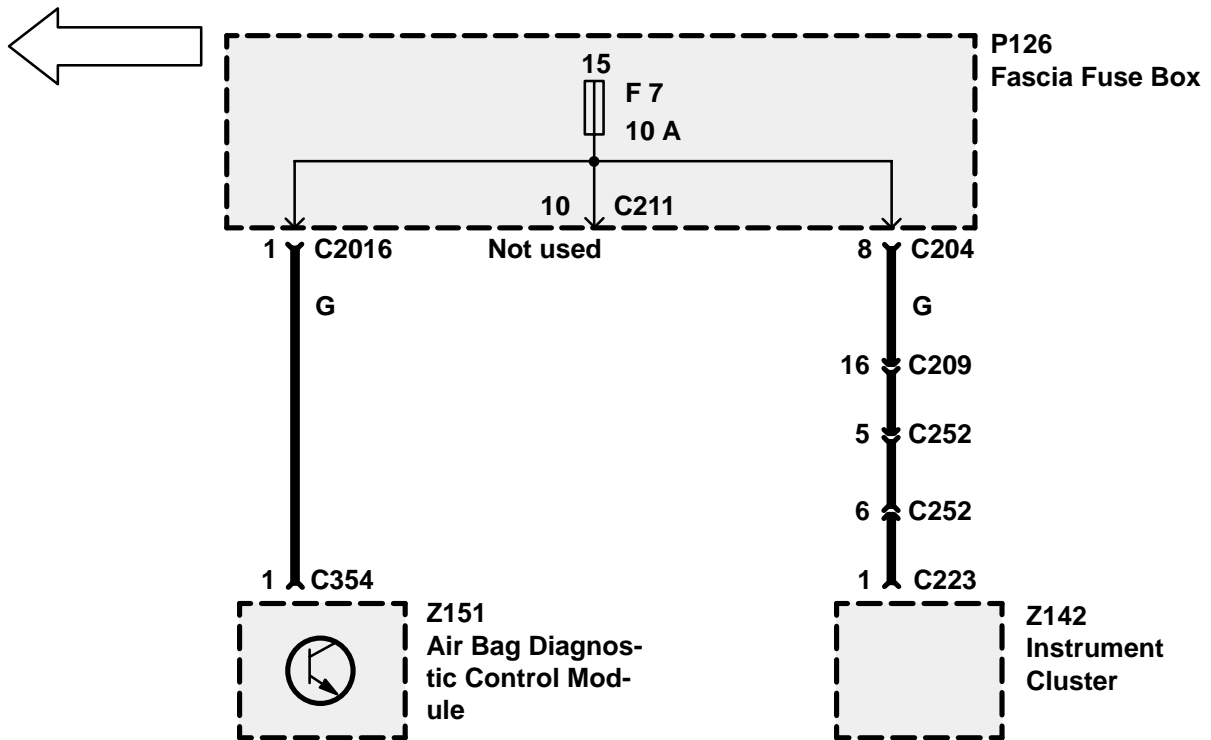 P126
Fascia Fuse Box
15
F 7
10 A
10 C211
1 C2016
Not used
8 C204
G
G
16 C209
5 C252
6 C252
1 C354
1 C223
Z151
Air Bag Diagnos-
tic Control Mod-
ule
Z142
Instrument
Cluster